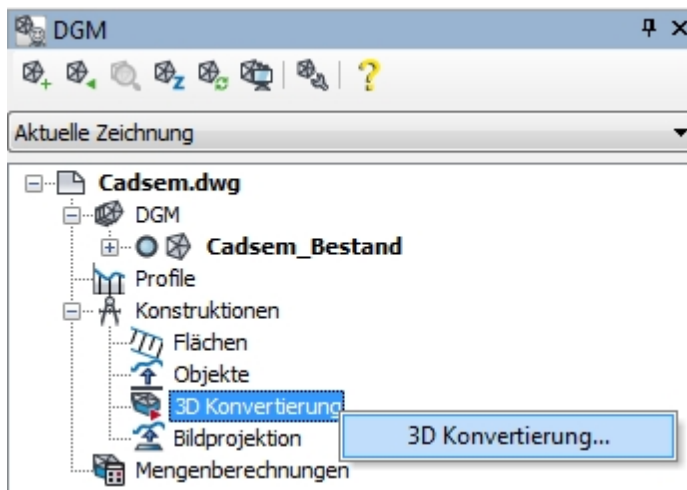 DGM
Aktuelle Zeichnung
Cadsem.dwg
DGM
Cadsem_Bestand
Profile
Konstruktionen
Flächen
Objekte
3D Konvertierung
3D Konvertierung...
Bildprojektion
Mengenberechnungen